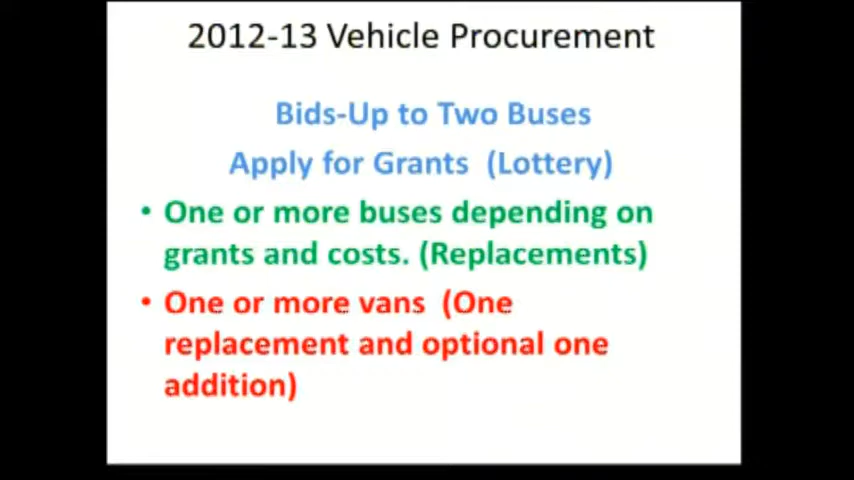 2012-13 Vehicle Procurement
Bids-Up to Two Buses
Apply for Grants (Lottery)
• One or more buses depending on
grants and costs. (Replacements)
• One or more vans (One
replacement and optional one
addition)